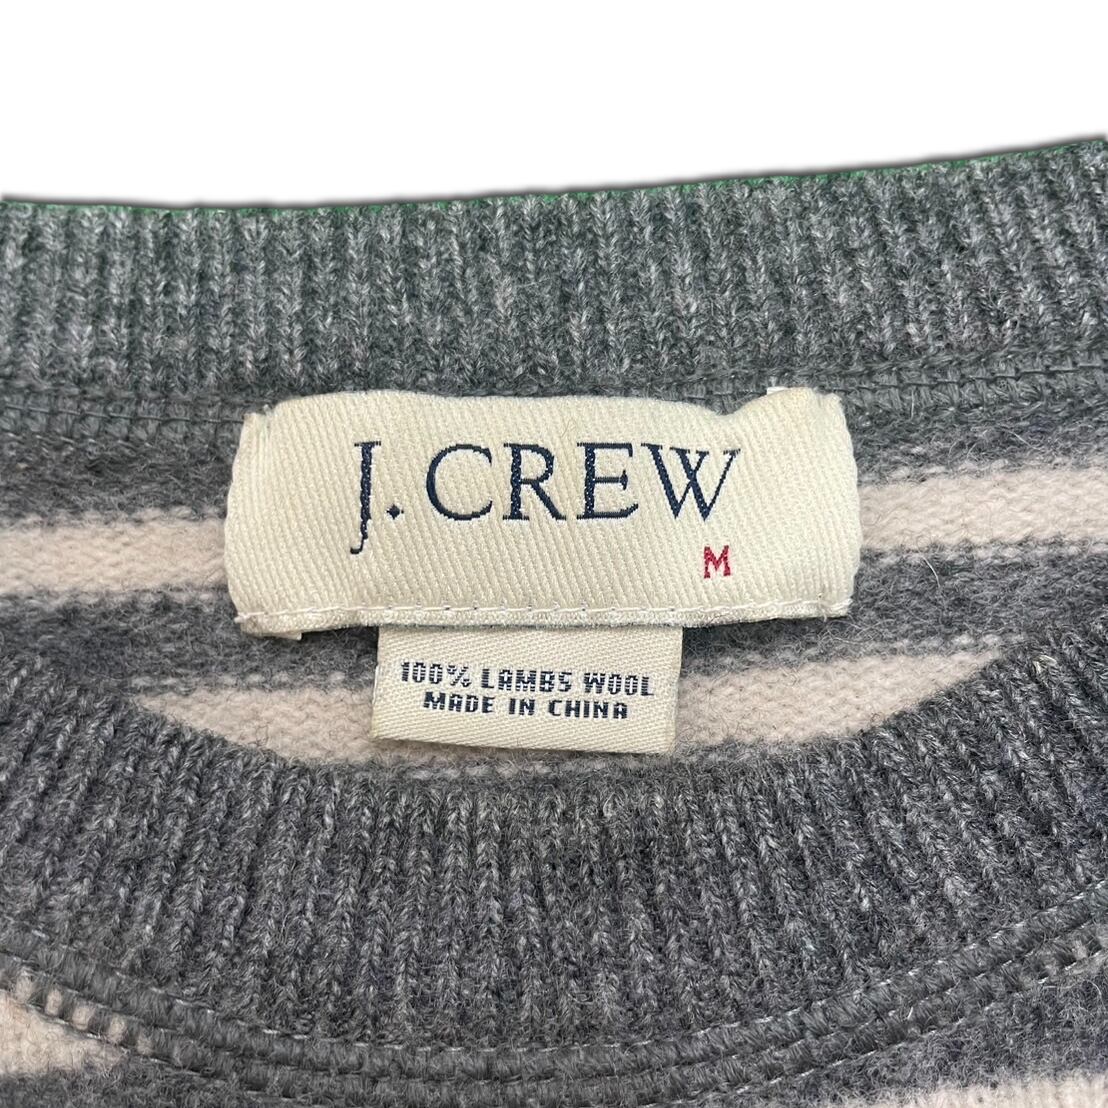 J. CREW
M
100% LAMBS WOOL
MADE IN CHINA